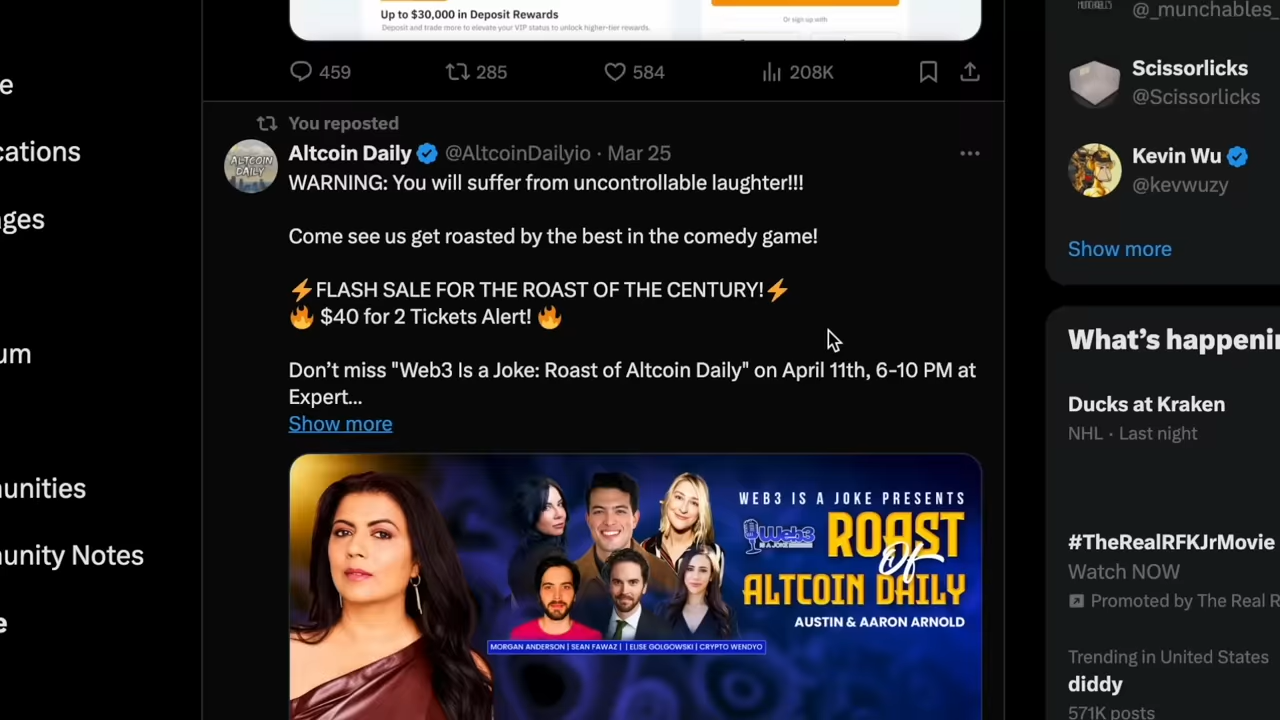 Up to $30,000 in Deposit Rewards
Deposit and trade more to elevate your VIP status to unlock higher-tier rewards.
Or sign up with
459
285
584
208K
You reposted
Altcoin Daily @AltcoinDailyio · Mar 25
WARNING: You will suffer from uncontrollable laughter!!!
Come see us get roasted by the best in the comedy game!
⚡FLASH SALE FOR THE ROAST OF THE CENTURY!⚡
🔥 $40 for 2 Tickets Alert! 🔥
Don’t miss "Web3 Is a Joke: Roast of Altcoin Daily" on April 11th, 6-10 PM at
Expert...
Show more
ALTCOIN
DAILY
WEB3 IS A JOKE PRESENTS
Web3
IS A JOKE
ROAST
Of
ALTCOIN DAILY
AUSTIN & AARON ARNOLD
MORGAN ANDERSON | SEAN FAWAZ | | ELISE GOLGOWSKI | CRYPTO WENDYO
e
cations
ges
um
unities
unity Notes
e
MUNCHABLES
@_munchables_
Scissorlicks
@Scissorlicks
Kevin Wu
@kevwuzy
Show more
What’s happenin
Ducks at Kraken
NHL · Last night
#TheRealRFKJrMovie
Watch NOW
Promoted by The Real R
Trending in United States
diddy
571K posts